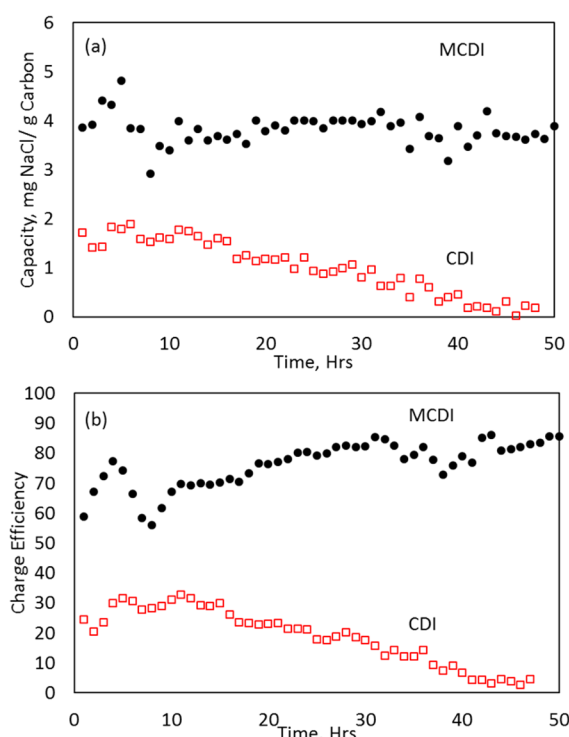 (a)
MCDI
CDI
Capacity, mg NaCl/ g Carbon
6
5
4
3
2
1
0
0 10 20 30 40 50
Time, Hrs
(b)
MCDI
CDI
Charge Efficiency
100
90
80
70
60
50
40
30
20
10
0
0 10 20 30 40 50
Time, Hrs